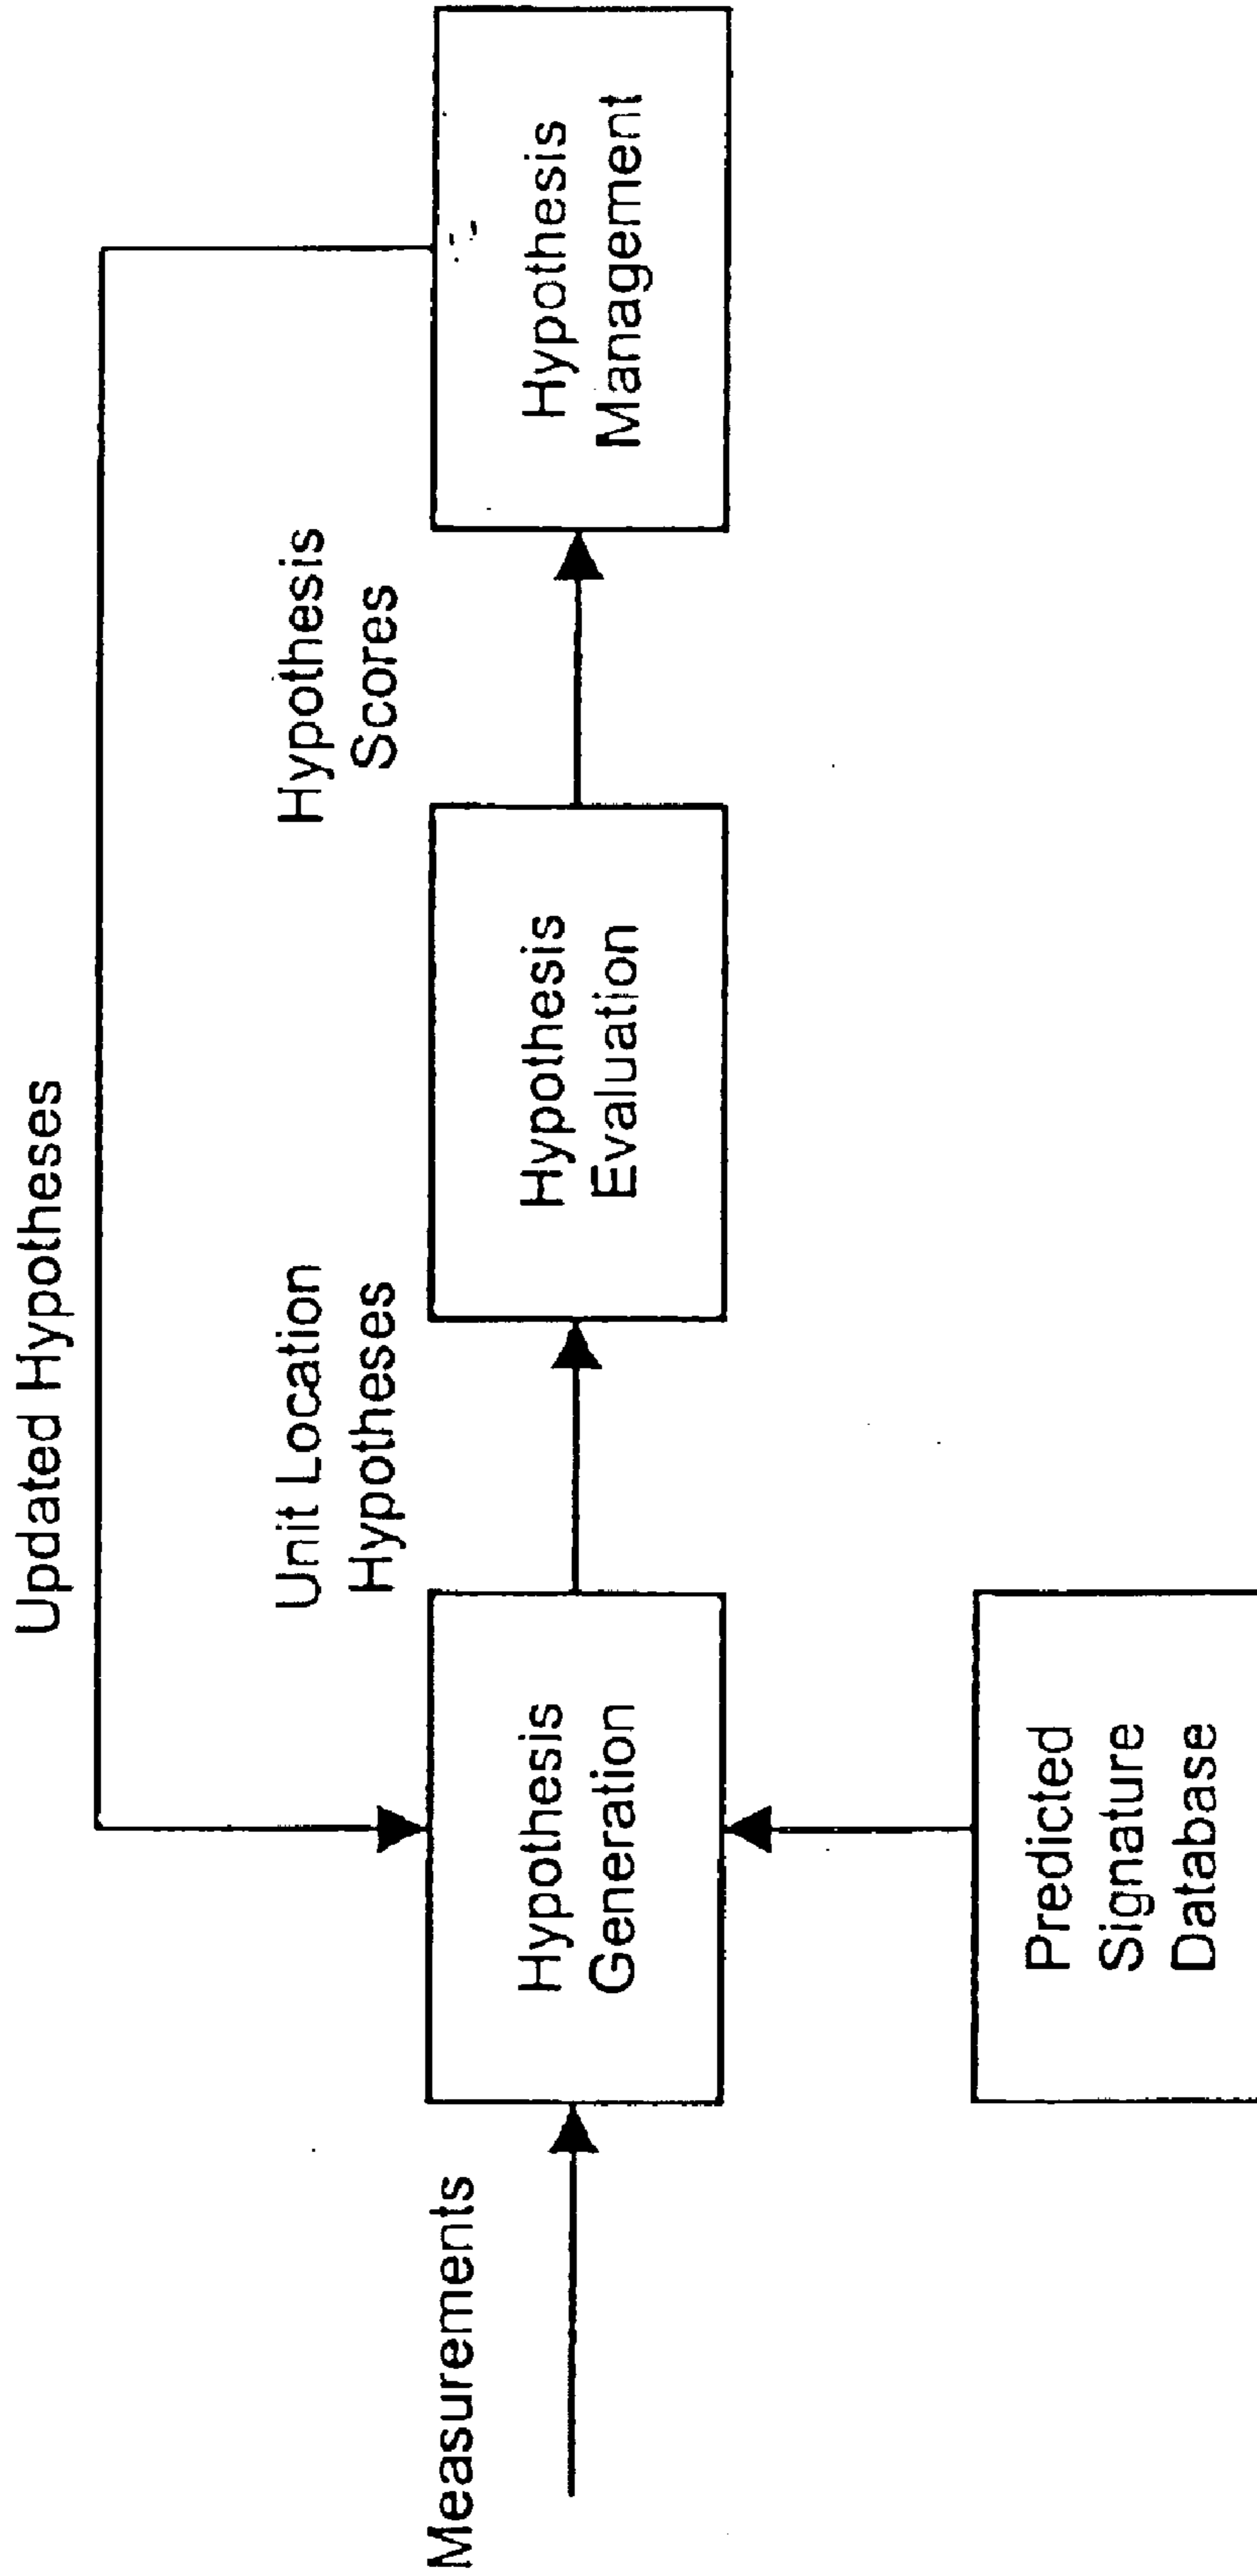 Updated Hypotheses
Unit Location
Hypotheses
Hypothesis
Scores
Measurements
Hypothesis
Generation
Hypothesis
Evaluation
Hypothesis
Management
Predicted
Signature
Database